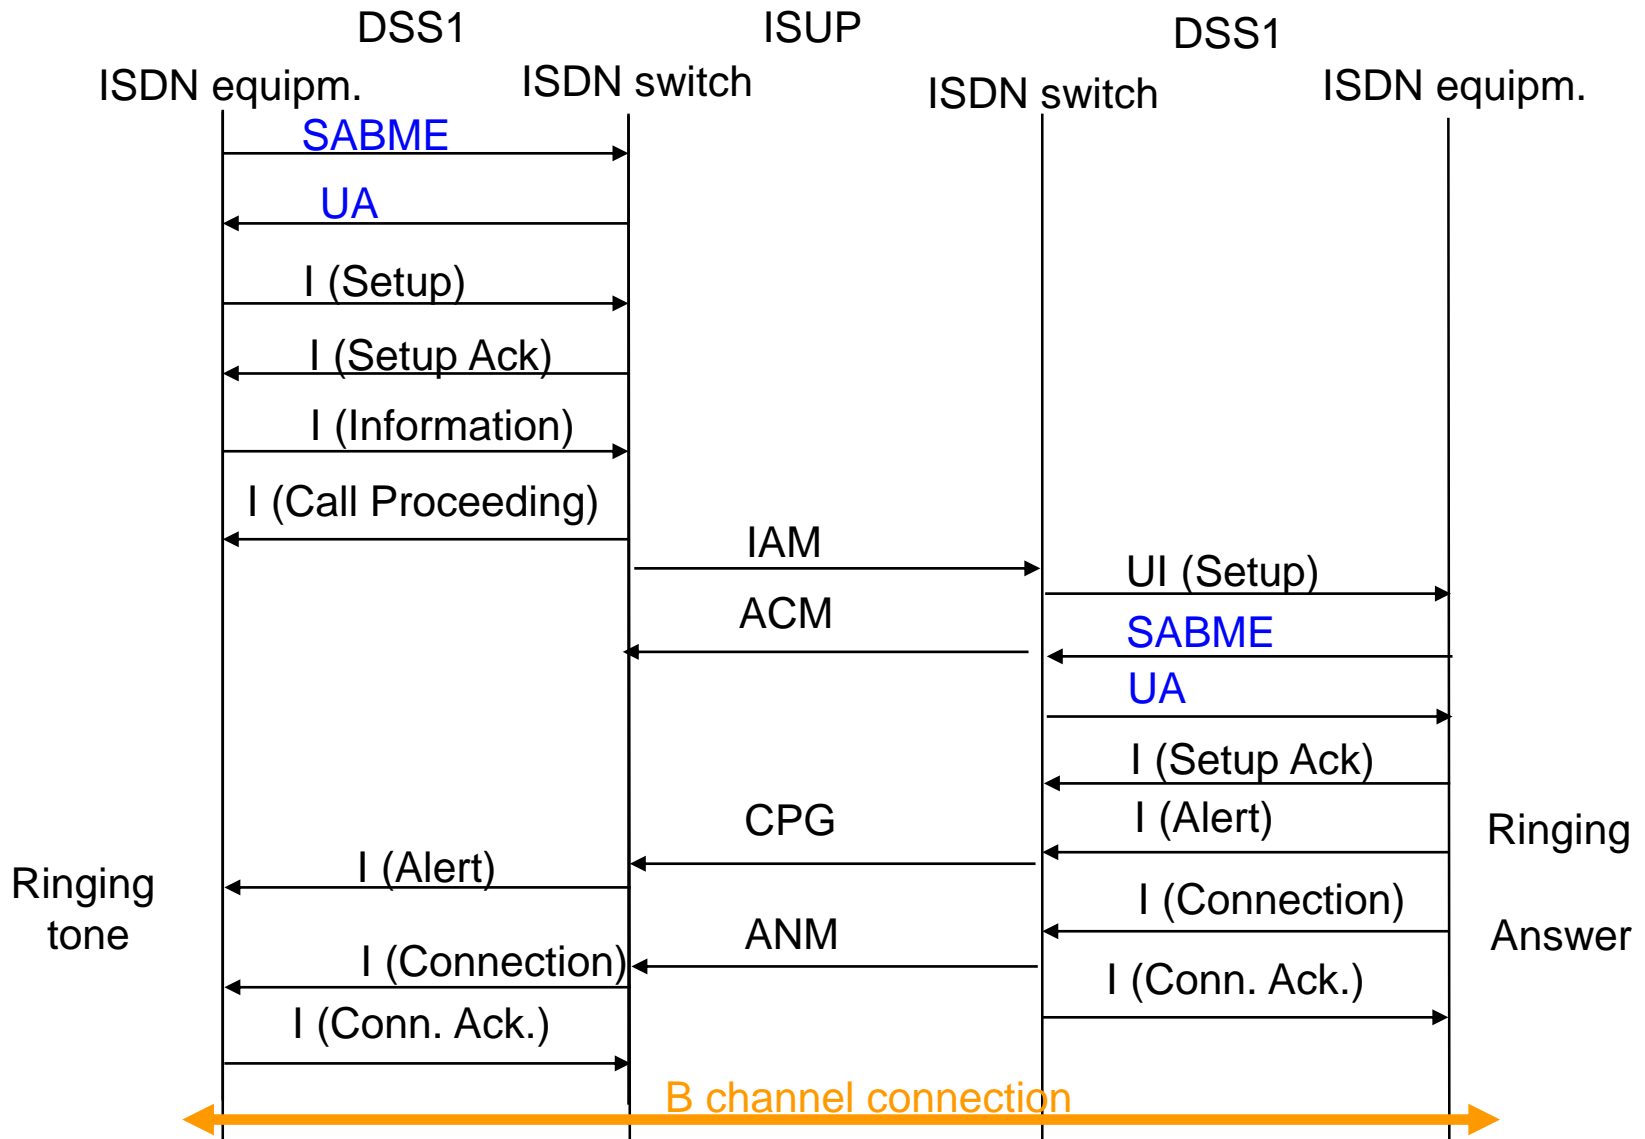 DSS1
ISUP
DSS1
ISDN equipm.
ISDN switch
ISDN switch
ISDN equipm.
SABME
UA
I (Setup)
I (Setup Ack)
I (Information)
I (Call Proceeding)
IAM
UI (Setup)
ACM
SABME
UA
I (Setup Ack)
CPG
I (Alert)
Ringing
I (Alert)
Ringing
tone
I (Connection)
ANM
Answer
I (Connection)
I (Conn. Ack.)
I (Conn. Ack.)
B channel connection